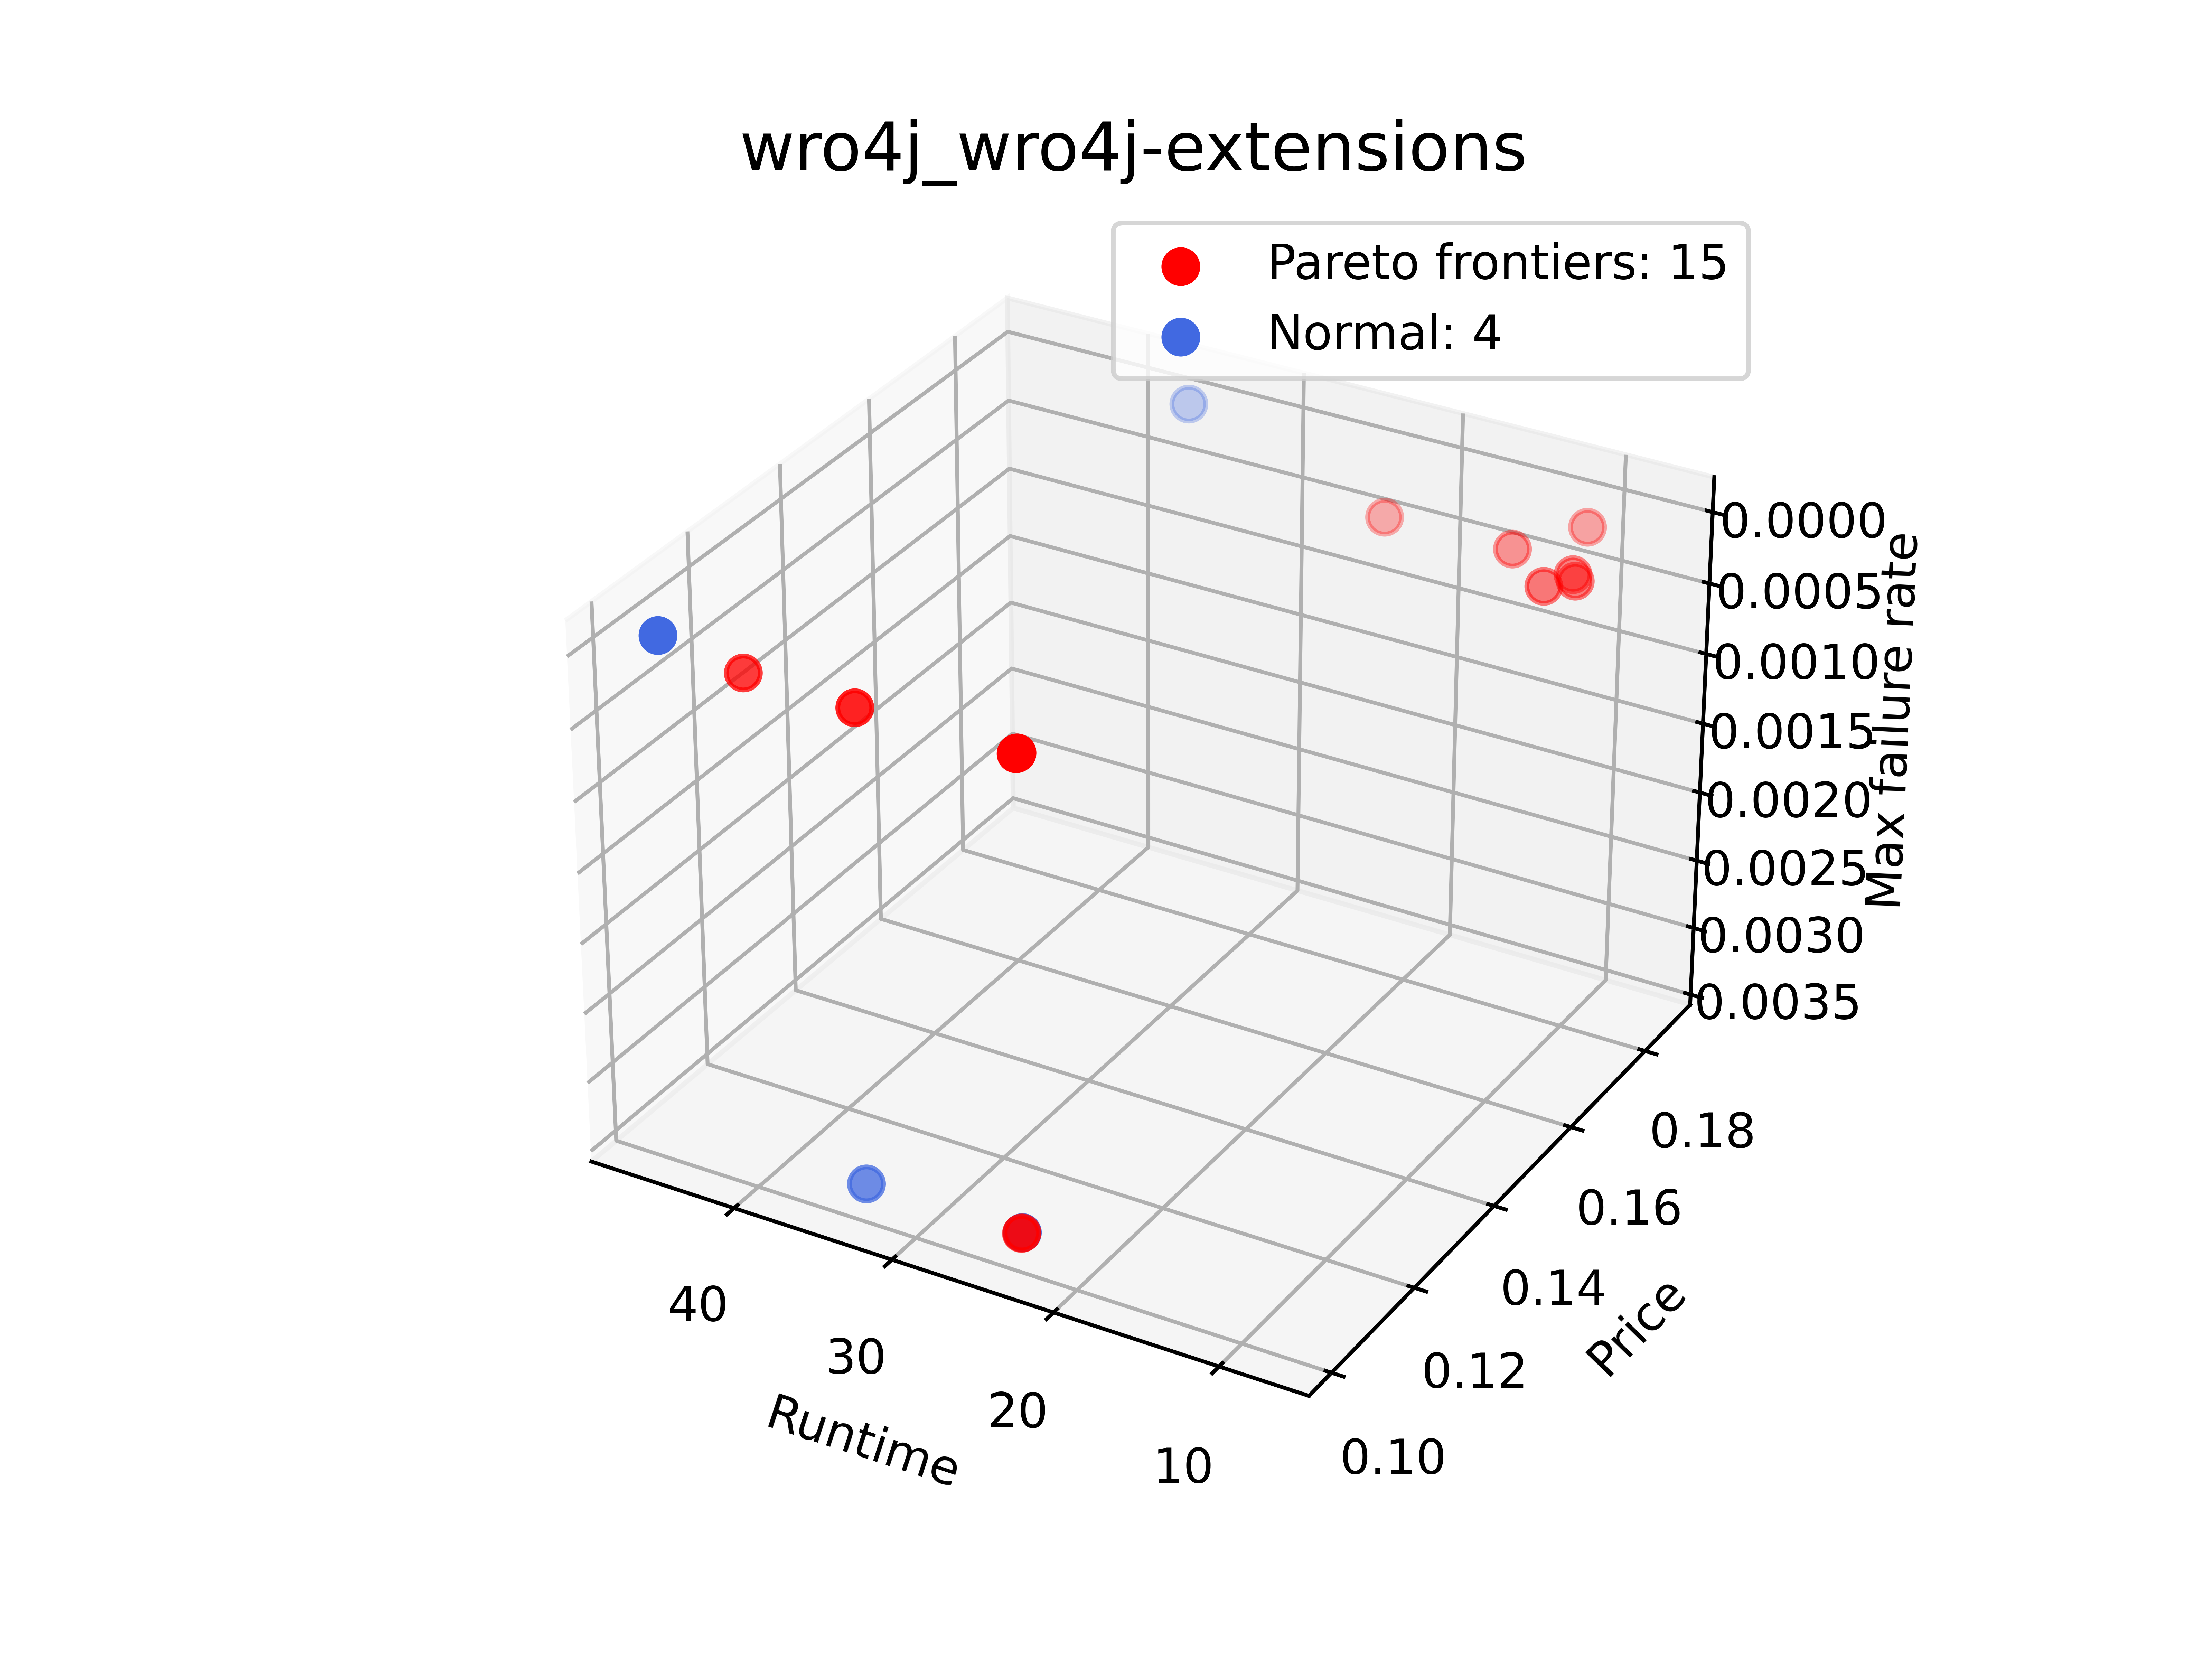 wro4j_wro4j-extensions
Pareto frontiers: 15
Normal: 4
0.0000
0.0005
0.0010
0.0015
0.0020
0.0025
0.0030
0.0035
Max failure rate
0.18
0.16
0.14
0.12
0.10
Price
40
30
20
10
Runtime